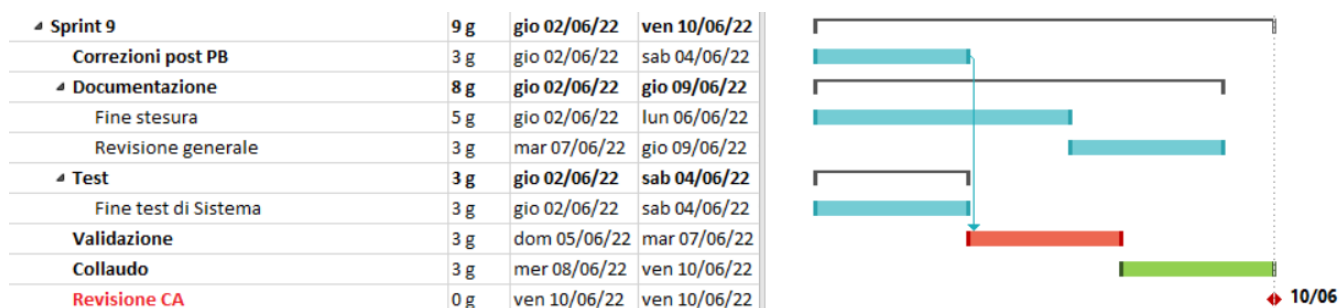 Sprint 9 9 g gio 02/06/22 ven 10/06/22
Correzioni post PB 3 g gio 02/06/22 sab 04/06/22
Documentazione 8 g gio 02/06/22 gio 09/06/22
Fine stesura 5 g gio 02/06/22 lun 06/06/22
Revisione generale 3 g mar 07/06/22 gio 09/06/22
Test 3 g gio 02/06/22 sab 04/06/22
Fine test di Sistema 3 g gio 02/06/22 sab 04/06/22
Validazione 3 g dom 05/06/22 mar 07/06/22
Collaudo 3 g mer 08/06/22 ven 10/06/22
Revisione CA 0 g ven 10/06/22 ven 10/06/22 10/06